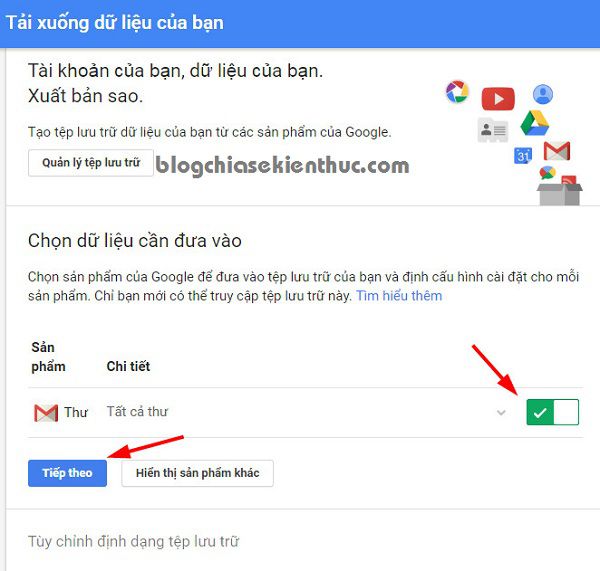 Tải xuống dữ liệu của bạn
Tài khoản của bạn, dữ liệu của bạn.
Xuất bản sao.
Tạo tệp lưu trữ dữ liệu của bạn từ các sản phẩm của Google.
Quản lý tệp lưu trữ
blogchiasekienthuc.com
31
Chọn dữ liệu cần đưa vào
Chọn sản phẩm của Google để đưa vào tệp lưu trữ của bạn và định cấu hình cài đặt cho mỗi
sản phẩm. Chỉ bạn mới có thể truy cập tệp lưu trữ này. Tìm hiểu thêm
Sản
phẩm
Chi tiết
Thư
Tất cả thư
Tiếp theo
Hiển thị sản phẩm khác
Tùy chỉnh định dạng tệp lưu trữ